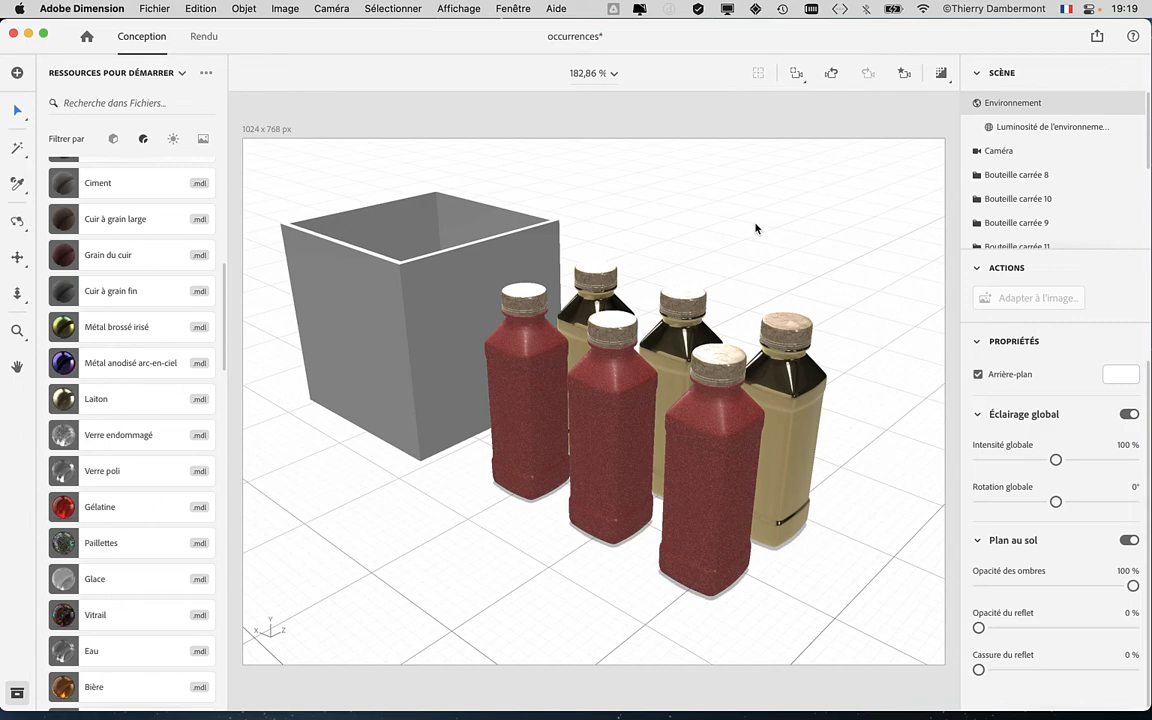 Adobe Dimension Fichier Edition Objet Image Caméra Sélectionner Affichage Fenêtre Aide ©Thierry Dambermont 19:19
Conception Rendu occurrences*
RESSOURCES POUR DÉMARRER
182,86 %
Recherche dans Fichiers...
Filtrer par
1024 x 768 px
Ciment .mdl
Cuir à grain large .mdl
Grain du cuir .mdl
Cuir à grain fin .mdl
Métal brossé irisé .mdl
Métal anodisé arc-en-ciel .mdl
Laiton .mdl
Verre endommagé .mdl
Verre poli .mdl
Gélatine .mdl
Paillettes .mdl
Glace .mdl
Vitrail .mdl
Eau .mdl
Bière .mdl
Y
X Z
SCÈNE
Environnement
Luminosité de l'environneme...
Caméra
Bouteille carrée 8
Bouteille carrée 10
Bouteille carrée 9
Bouteille carrée 11
ACTIONS
Adapter à l'image...
PROPRIÉTÉS
Arrière-plan
Éclairage global
Intensité globale 100 %
Rotation globale 0°
Plan au sol
Opacité des ombres 100 %
Opacité du reflet 0 %
Cassure du reflet 0 %